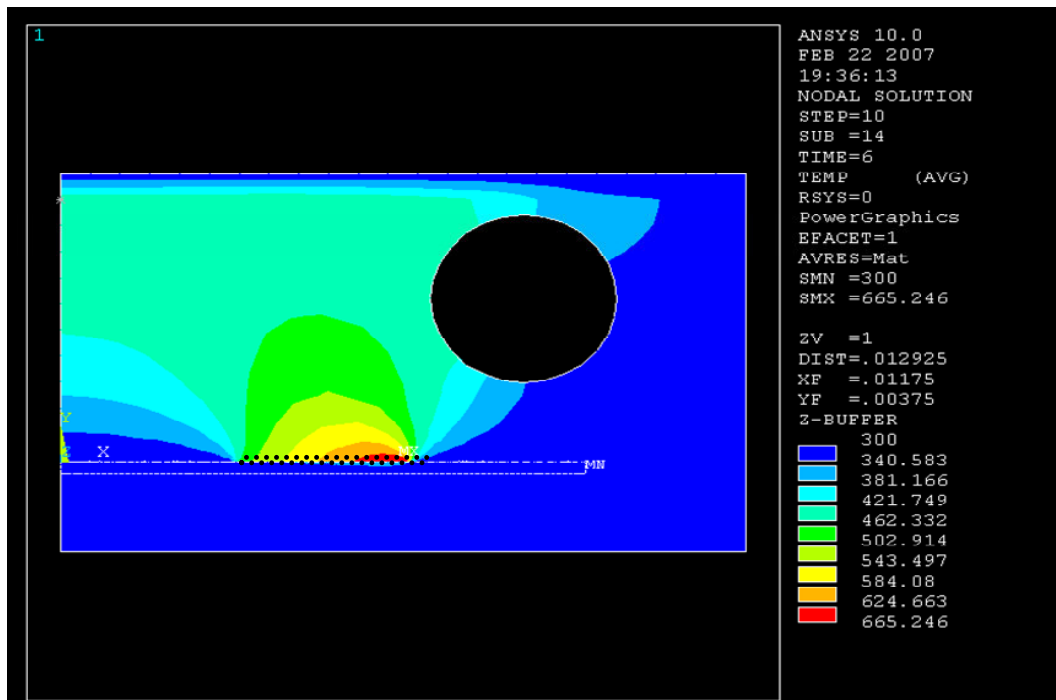 1
ANSYS 10.0
FEB 22 2007
19:36:13
NODAL SOLUTION
STEP=10
SUB =14
TIME=6
TEMP (AVG)
RSYS=0
PowerGraphics
EFACET=1
AVRES=Mat
SMN =300
SMX =665.246
ZV =1
DIST=.012925
XF =.01175
YF =.00375
Z-BUFFER
300
340.583
381.166
421.749
462.332
502.914
543.497
584.08
624.663
665.246
Y
X
MX
MN